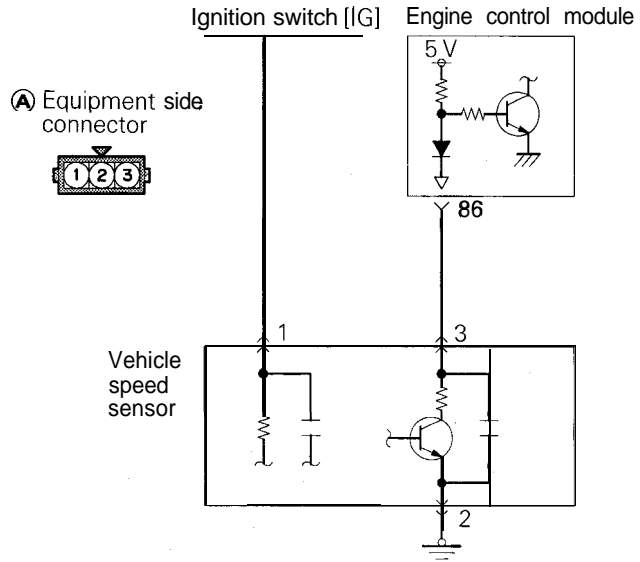 Ignition switch [IG]
Engine control module
5 V
Ⓐ Equipment side
connector
1 2 3
86
1
3
Vehicle
speed
sensor
2